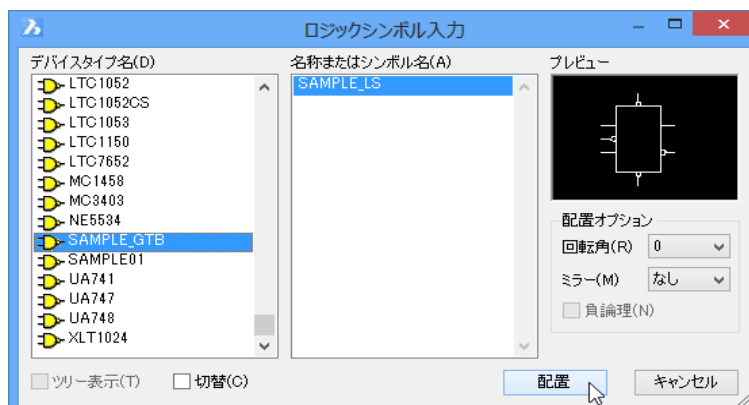 ロジックシンボル入力
デバイスタイプ名(D)
LTC1052
LTC1052CS
LTC1053
LTC1150
LTC7652
MC1458
MC3403
NE5534
SAMPLE_GTB
SAMPLE01
UA741
UA747
UA748
XLT1024
ツリー表示(T)
切替(C)
名称またはシンボル名(A)
SAMPLE_LS
プレビュー
配置オプション
回転角(R) 0
ミラー(M) なし
負論理(N)
配置
キャンセル